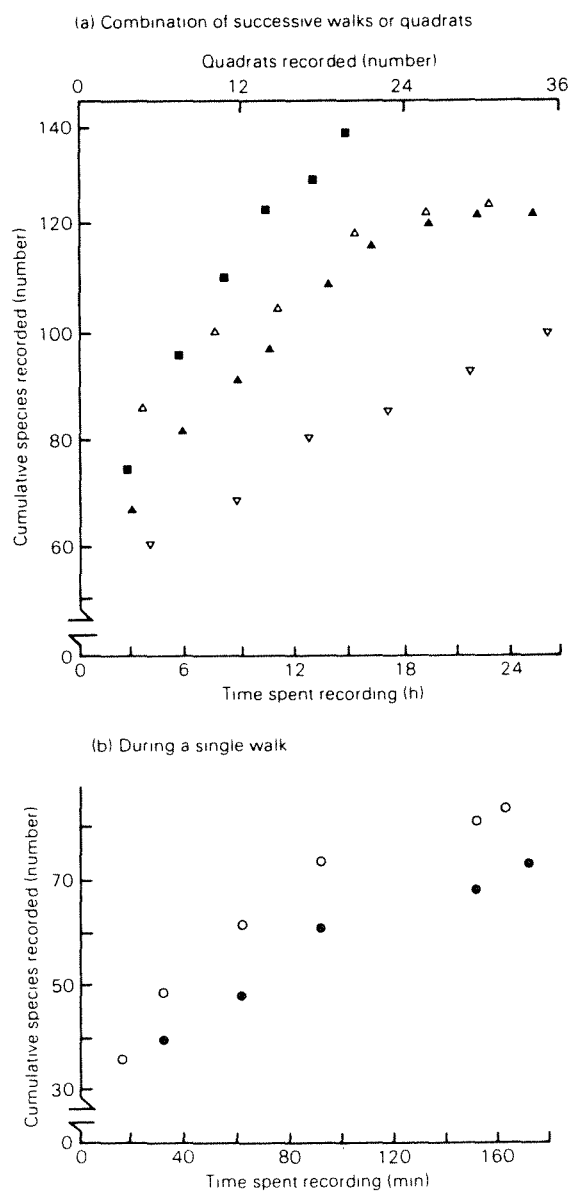 (a) Combination of successive walks or quadrats
Quadrats recorded (number)
0 12 24 36
140
120
100
80
60
0
Cumulative species recorded (number)
0 6 12 18 24
Time spent recording (h)
(b) During a single walk
70
50
30
0
Cumulative species recorded (number)
0 40 80 120 160
Time spent recording (min)